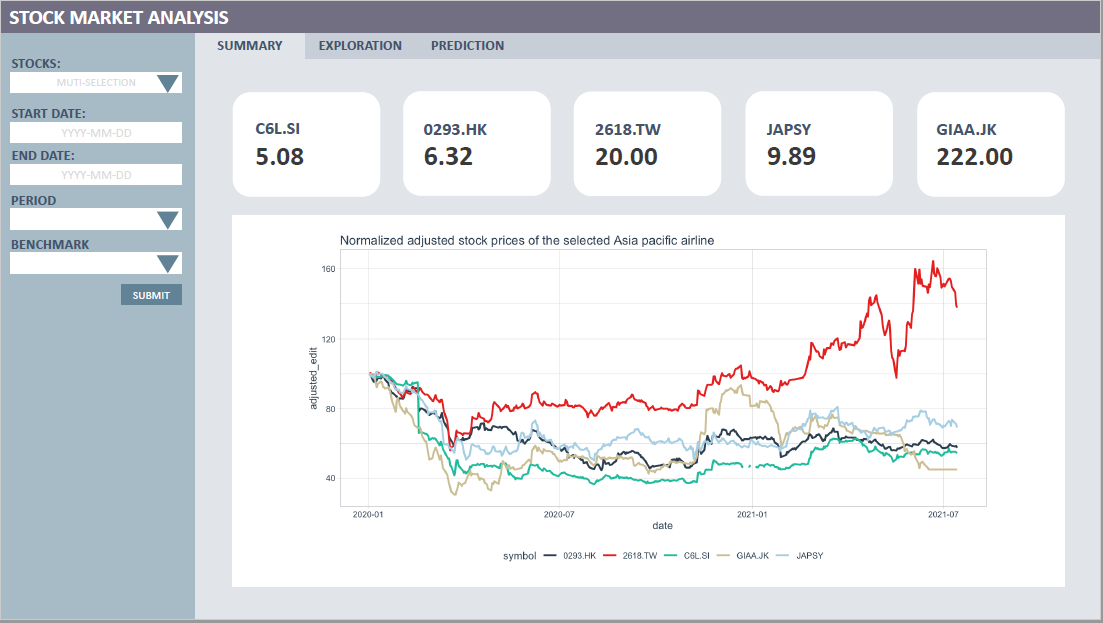 STOCK MARKET ANALYSIS
SUMMARY EXPLORATION PREDICTION
STOCKS:
MUTI-SELECTION
START DATE:
YYYY-MM-DD
END DATE:
YYYY-MM-DD
PERIOD
BENCHMARK
SUBMIT
C6L.SI
5.08
0293.HK
6.32
2618.TW
20.00
JAPSY
9.89
GIAA.JK
222.00
Normalized adjusted stock prices of the selected Asia pacific airline
adjusted_edit
160
120
80
40
2020-01 2020-07 2021-01 2021-07
date
symbol 0293.HK 2618.TW C6L.SI GIAA.JK JAPSY